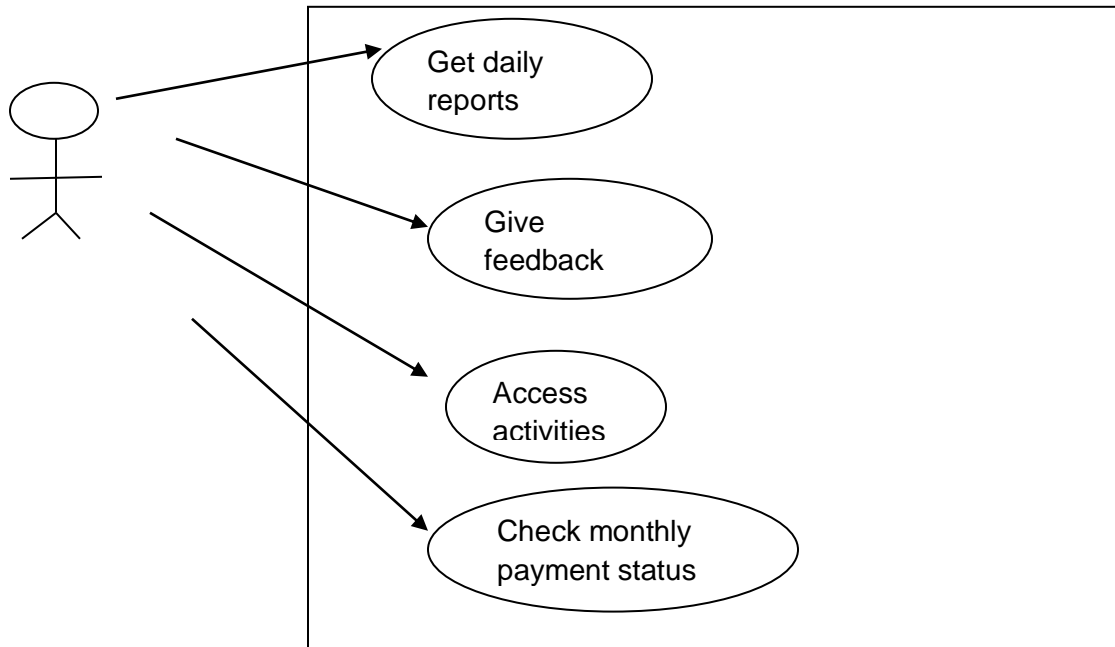 Get daily
reports
Give
feedback
Access
activities
Check monthly
payment status